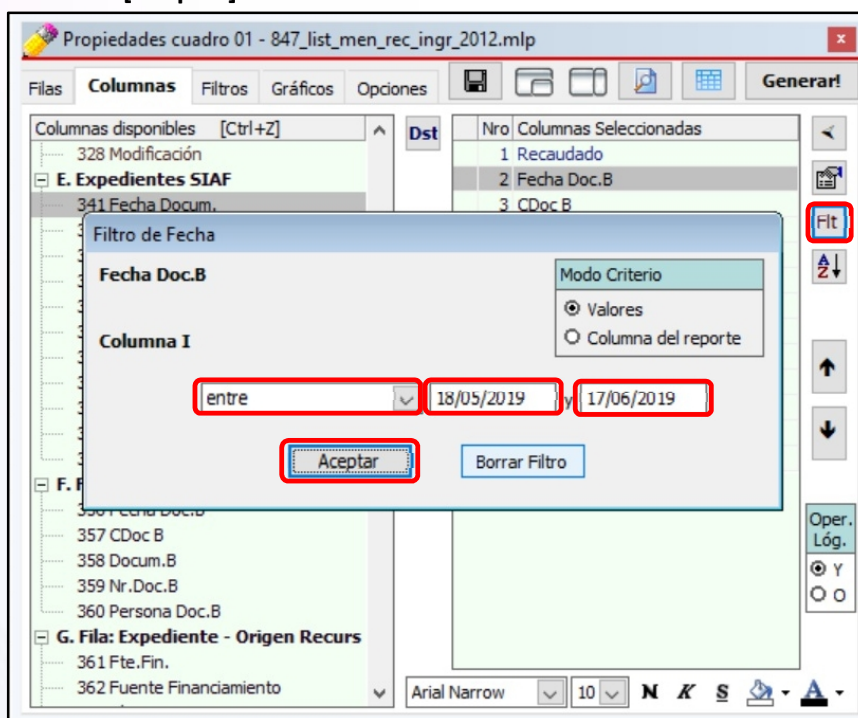 Propiedades cuadro 01 - 847_list_men_rec_ingr_2012.mlp
x
Filas Columnas Filtros Gráficos Opciones Generar!
Columnas disponibles [Ctrl+Z]
328 Modificación
E. Expedientes SIAF
341 Fecha Docum.
Dst
Nro Columnas Seleccionadas
1 Recaudado
2 Fecha Doc.B
3 CDoc B
Flt
A
Z
Filtro de Fecha
Fecha Doc.B
Modo Criterio
Valores
Columna I
Columna del reporte
entre 18/05/2019 y 17/06/2019
Aceptar Borrar Filtro
F.
357 CDoc B
358 Docum.B
359 Nr.Doc.B
360 Persona Doc.B
G. Fila: Expediente - Origen Recurs
361 Fte.Fin.
362 Fuente Financiamiento
Oper.
Lóg.
Y
O
Arial Narrow 10 N K S A